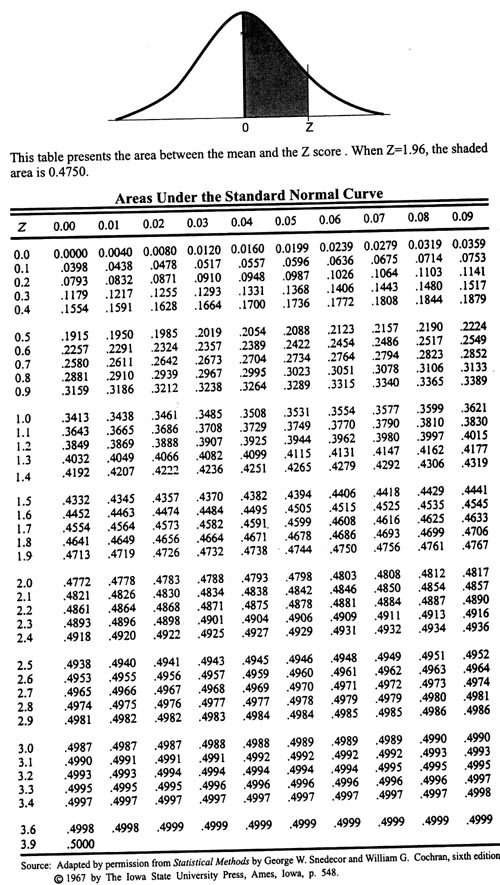 0 Z
This table presents the area between the mean and the Z score . When Z=1.96, the shaded
area is 0.4750.
Areas Under the Standard Normal Curve
Z 0.00 0.01 0.02 0.03 0.04 0.05 0.06 0.07 0.08 0.09
0.0 0.0000 0.0040 0.0080 0.0120 0.0160 0.0199 0.0239 0.0279 0.0319 0.0359
0.1 .0398 .0438 .0478 .0517 .0557 .0596 .0636 .0675 .0714 .0753
0.2 .0793 .0832 .0871 .0910 .0948 .0987 .1026 .1064 .1103 .1141
0.3 .1179 .1217 .1255 .1293 .1331 .1368 .1406 .1443 .1480 .1517
0.4 .1554 .1591 .1628 .1664 .1700 .1736 .1772 .1808 .1844 .1879
0.5 .1915 .1950 .1985 .2019 .2054 .2088 .2123 .2157 .2190 .2224
0.6 .2257 .2291 .2324 .2357 .2389 .2422 .2454 .2486 .2517 .2549
0.7 .2580 .2611 .2642 .2673 .2704 .2734 .2764 .2794 .2823 .2852
0.8 .2881 .2910 .2939 .2967 .2995 .3023 .3051 .3078 .3106 .3133
0.9 .3159 .3186 .3212 .3238 .3264 .3289 .3315 .3340 .3365 .3389
1.0 .3413 .3438 .3461 .3485 .3508 .3531 .3554 .3577 .3599 .3621
1.1 .3643 .3665 .3686 .3708 .3729 .3749 .3770 .3790 .3810 .3830
1.2 .3849 .3869 .3888 .3907 .3925 .3944 .3962 .3980 .3997 .4015
1.3 .4032 .4049 .4066 .4082 .4099 .4115 .4131 .4147 .4162 .4177
1.4 .4192 .4207 .4222 .4236 .4251 .4265 .4279 .4292 .4306 .4319
1.5 .4332 .4345 .4357 .4370 .4382 .4394 .4406 .4418 .4429 .4441
1.6 .4452 .4463 .4474 .4484 .4495 .4505 .4515 .4525 .4535 .4545
1.7 .4554 .4564 .4573 .4582 .4591 .4599 .4608 .4616 .4625 .4633
1.8 .4641 .4649 .4656 .4664 .4671 .4678 .4686 .4693 .4699 .4706
1.9 .4713 .4719 .4726 .4732 .4738 .4744 .4750 .4756 .4761 .4767
2.0 .4772 .4778 .4783 .4788 .4793 .4798 .4803 .4808 .4812 .4817
2.1 .4821 .4826 .4830 .4834 .4838 .4842 .4846 .4850 .4854 .4857
2.2 .4861 .4864 .4868 .4871 .4875 .4878 .4881 .4884 .4887 .4890
2.3 .4893 .4896 .4898 .4901 .4904 .4906 .4909 .4911 .4913 .4916
2.4 .4918 .4920 .4922 .4925 .4927 .4929 .4931 .4932 .4934 .4936
2.5 .4938 .4940 .4941 .4943 .4945 .4946 .4948 .4949 .4951 .4952
2.6 .4953 .4955 .4956 .4957 .4959 .4960 .4961 .4962 .4963 .4964
2.7 .4965 .4966 .4967 .4968 .4969 .4970 .4971 .4972 .4973 .4974
2.8 .4974 .4975 .4976 .4977 .4977 .4978 .4979 .4979 .4980 .4981
2.9 .4981 .4982 .4982 .4983 .4984 .4984 .4985 .4985 .4986 .4986
3.0 .4987 .4987 .4987 .4988 .4988 .4989 .4989 .4989 .4990 .4990
3.1 .4990 .4991 .4991 .4991 .4992 .4992 .4992 .4992 .4993 .4993
3.2 .4993 .4993 .4994 .4994 .4994 .4994 .4994 .4995 .4995 .4995
3.3 .4995 .4995 .4995 .4996 .4996 .4996 .4996 .4996 .4996 .4997
3.4 .4997 .4997 .4997 .4997 .4997 .4997 .4997 .4997 .4997 .4998
3.6 .4998 .4998 .4999 .4999 .4999 .4999 .4999 .4999 .4999 .4999
3.9 .5000
Source: Adapted by permission from Statistical Methods by George W. Snedecor and William G. Cochran, sixth edition
© 1967 by The Iowa State University Press, Ames, Iowa, p. 548.